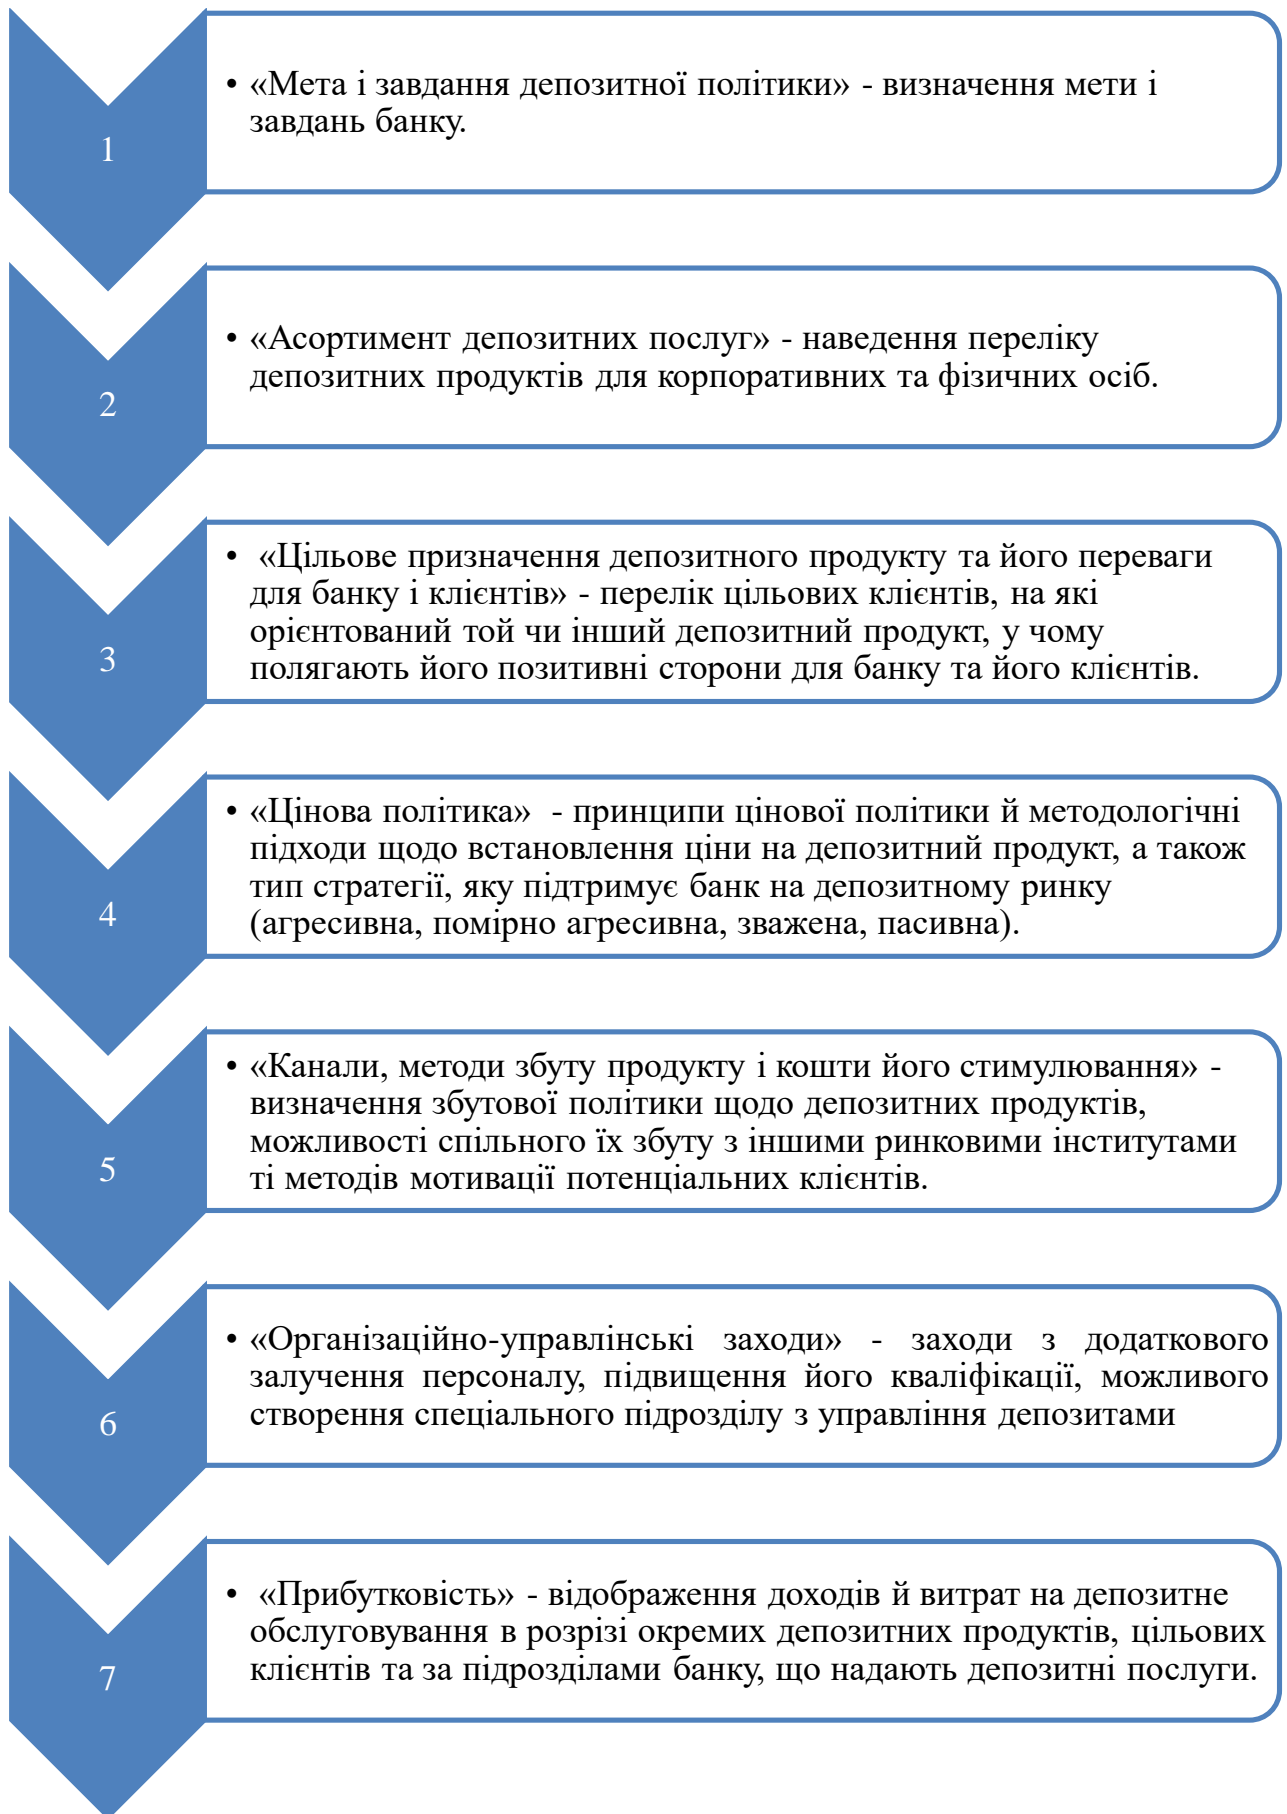 1
• «Мета і завдання депозитної політики» - визначення мети і
завдань банку.
2
• «Асортимент депозитних послуг» - наведення переліку
депозитних продуктів для корпоративних та фізичних осіб.
3
• «Цільове призначення депозитного продукту та його переваги
для банку і клієнтів» - перелік цільових клієнтів, на які
орієнтований той чи інший депозитний продукт, у чому
полягають його позитивні сторони для банку та його клієнтів.
4
• «Цінова політика» - принципи цінової політики й методологічні
підходи щодо встановлення ціни на депозитний продукт, а також
тип стратегії, яку підтримує банк на депозитному ринку
(агресивна, помірно агресивна, зважена, пасивна).
5
• «Канали, методи збуту продукту і кошти його стимулювання» -
визначення збутової політики щодо депозитних продуктів,
можливості спільного їх збуту з іншими ринковими інститутами
ті методів мотивації потенціальних клієнтів.
6
• «Організаційно-управлінські заходи» - заходи з додаткового
залучення персоналу, підвищення його кваліфікації, можливого
створення спеціального підрозділу з управління депозитами
7
• «Прибутковість» - відображення доходів й витрат на депозитне
обслуговування в розрізі окремих депозитних продуктів, цільових
клієнтів та за підрозділами банку, що надають депозитні послуги.